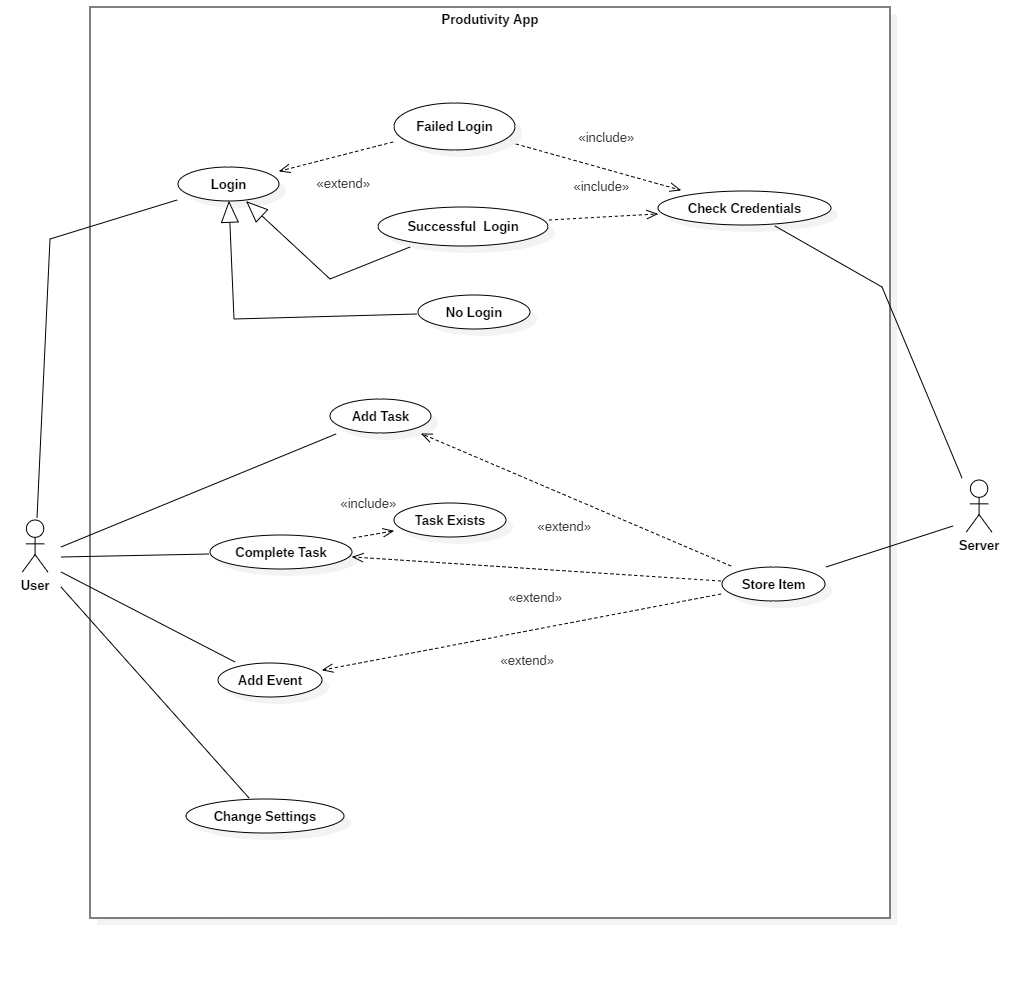 Produtivity App
Failed Login
«include»
Login
«extend»
«include»
Check Credentials
Successful  Login
No Login
Add Task
«include»
Task Exists
«extend»
Server
Complete Task
User
Store Item
«extend»
«extend»
Add Event
Change Settings